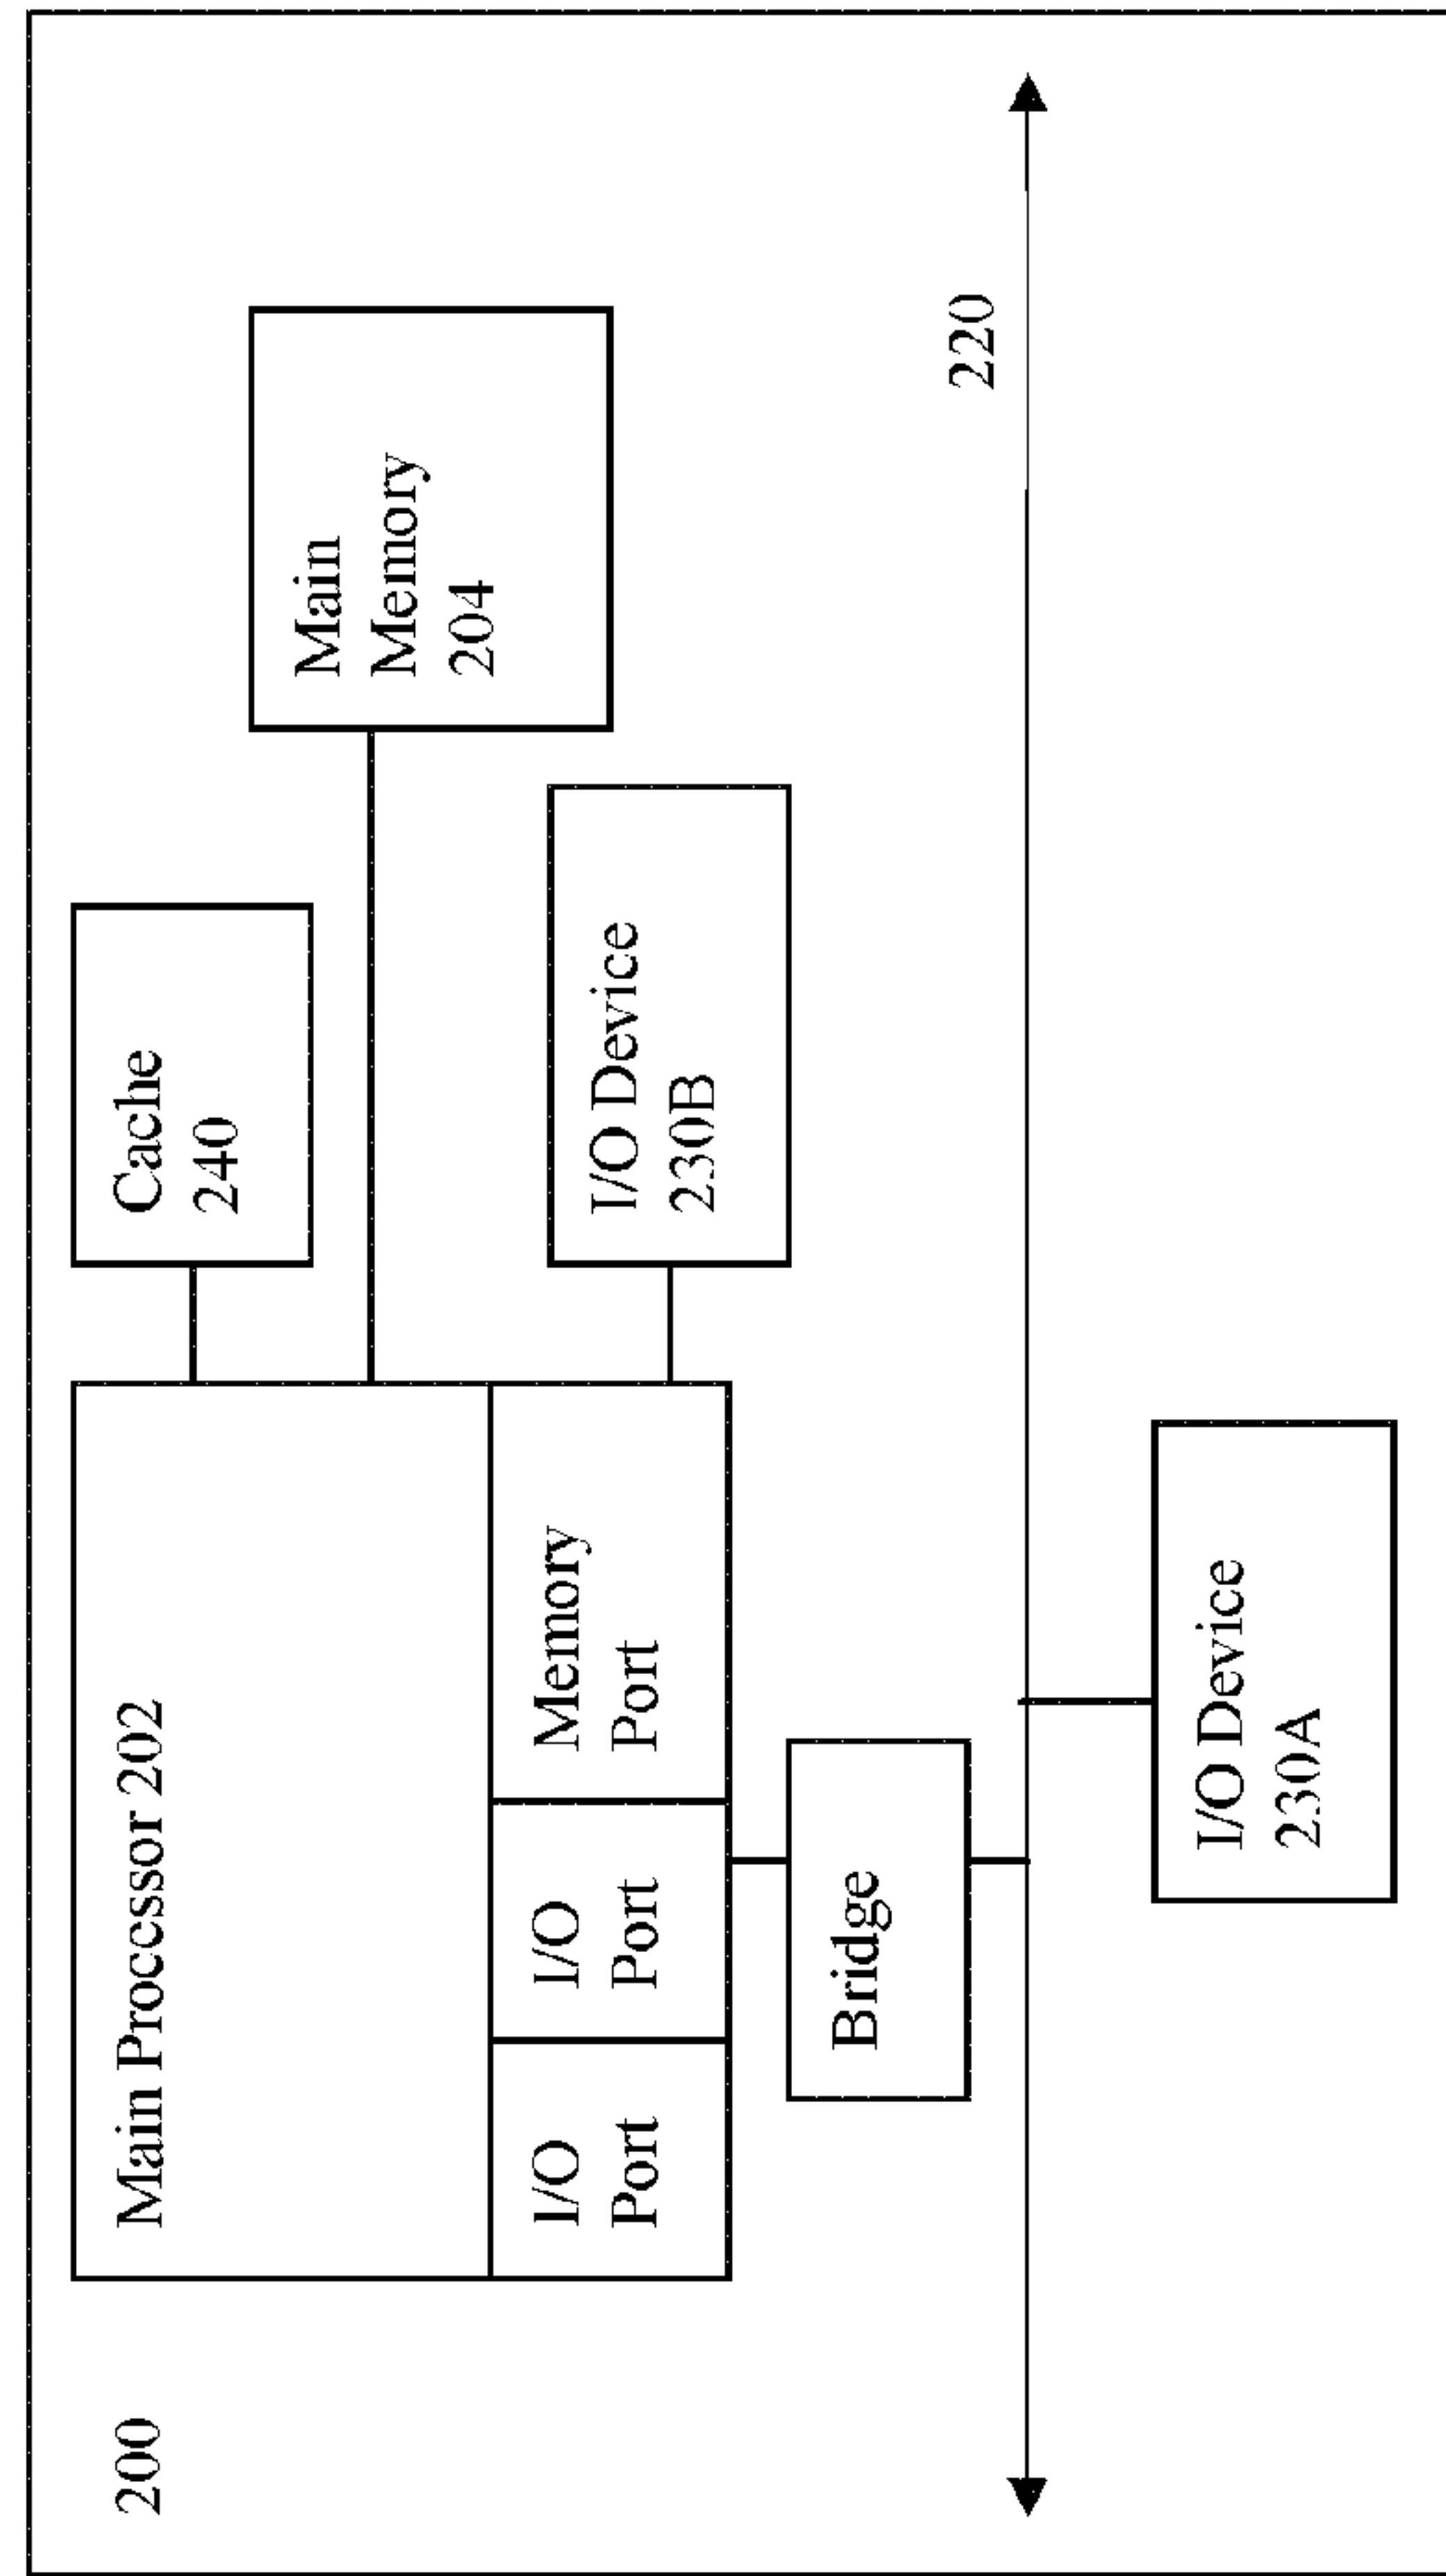 200
Main Processor 202
Cache
240
Main
Memory
204
I/O
Port
I/O
Port
Memory
Port
I/O Device
230B
Bridge
220
I/O Device
230A